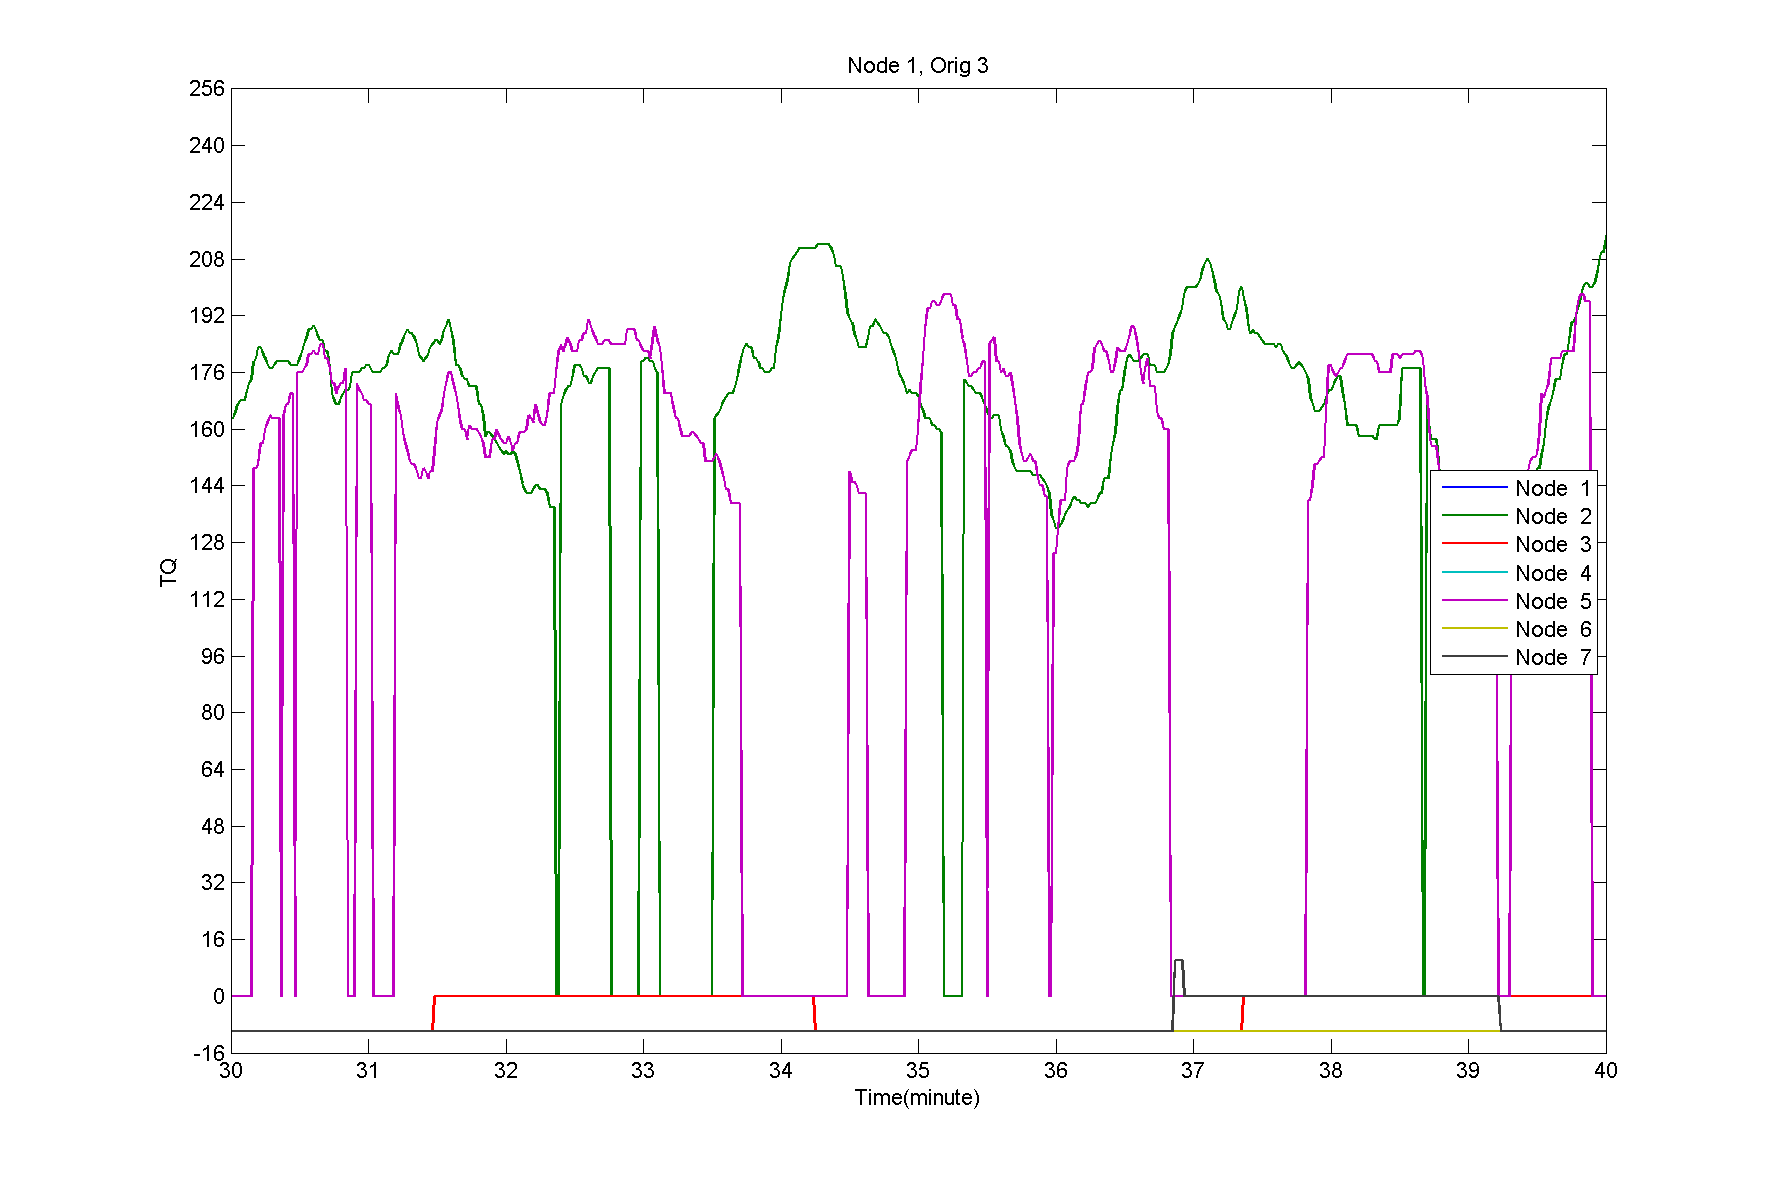 Node 1, Orig 3
256
240
224
208
192
176
160
144
128
112
96
80
64
48
32
16
0
-16
TQ
Node 1
Node 2
Node 3
Node 4
Node 5
Node 6
Node 7
30 31 32 33 34 35 36 37 38 39 40
Time(minute)